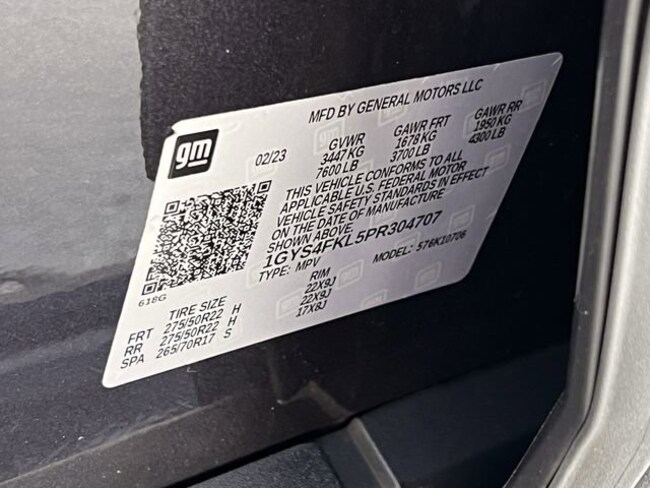 MFD BY GENERAL MOTORS LLC
gm
02/23
GVWR GAWR FRT GAWR RR
3447 KG 1678 KG 1950 KG
7600 LB 3700 LB 4300 LB
THIS VEHICLE CONFORMS TO ALL
APPLICABLE U.S. FEDERAL MOTOR
VEHICLE SAFETY STANDARDS IN EFFECT
ON THE DATE OF MANUFACTURE
SHOWN ABOVE.
1GYS4FKL5PR304707
TYPE: MPV MODEL: 576K10706
618G
TIRE SIZE RIM
FRT 275/50R22 H 22X9J
RR 275/50R22 H 22X9J
SPA 265/70R17 S 17X8J